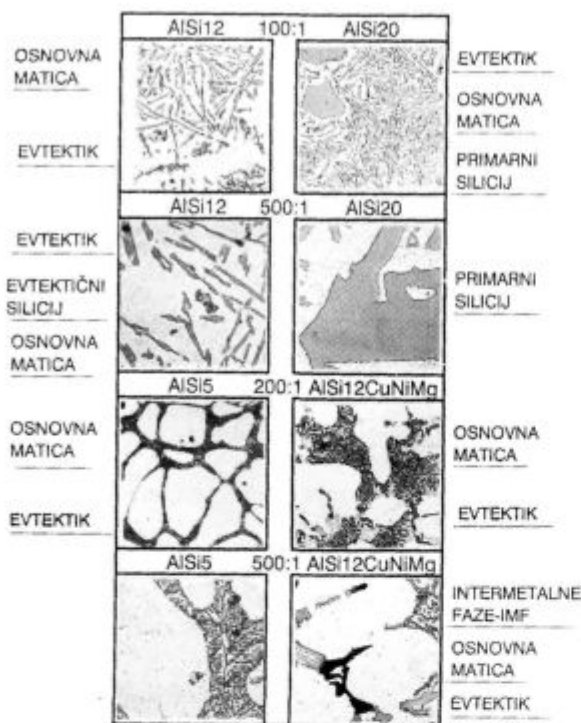 AlSi12 100:1 AlSi20
OSNOVNA
MATICA
EVTEKTIK
EVTEKTIK
OSNOVNA
MATICA
PRIMARNI
SILICIJ
AlSi12 500:1 AlSi20
EVTEKTIK
EVTEKTIČNI
SILICIJ
OSNOVNA
MATICA
PRIMARNI
SILICIJ
AlSi5 200:1 AlSi12CuNiMg
OSNOVNA
MATICA
EVTEKTIK
OSNOVNA
MATICA
EVTEKTIK
AlSi5 500:1 AlSi12CuNiMg
INTERMETALNE
FAZE-IMF
OSNOVNA
MATICA
EVTEKTIK